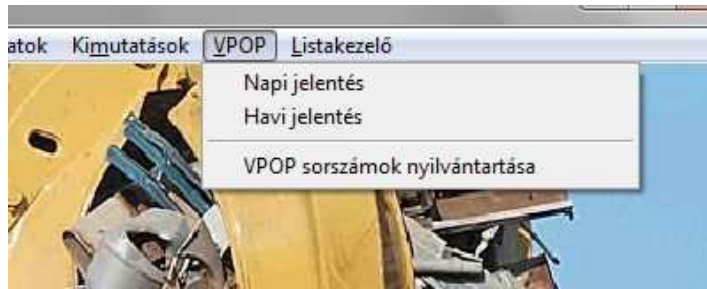 atok Kimutatások VPOP Listakezelő
Napi jelentés
Havi jelentés
VPOP sorszámok nyilvántartása